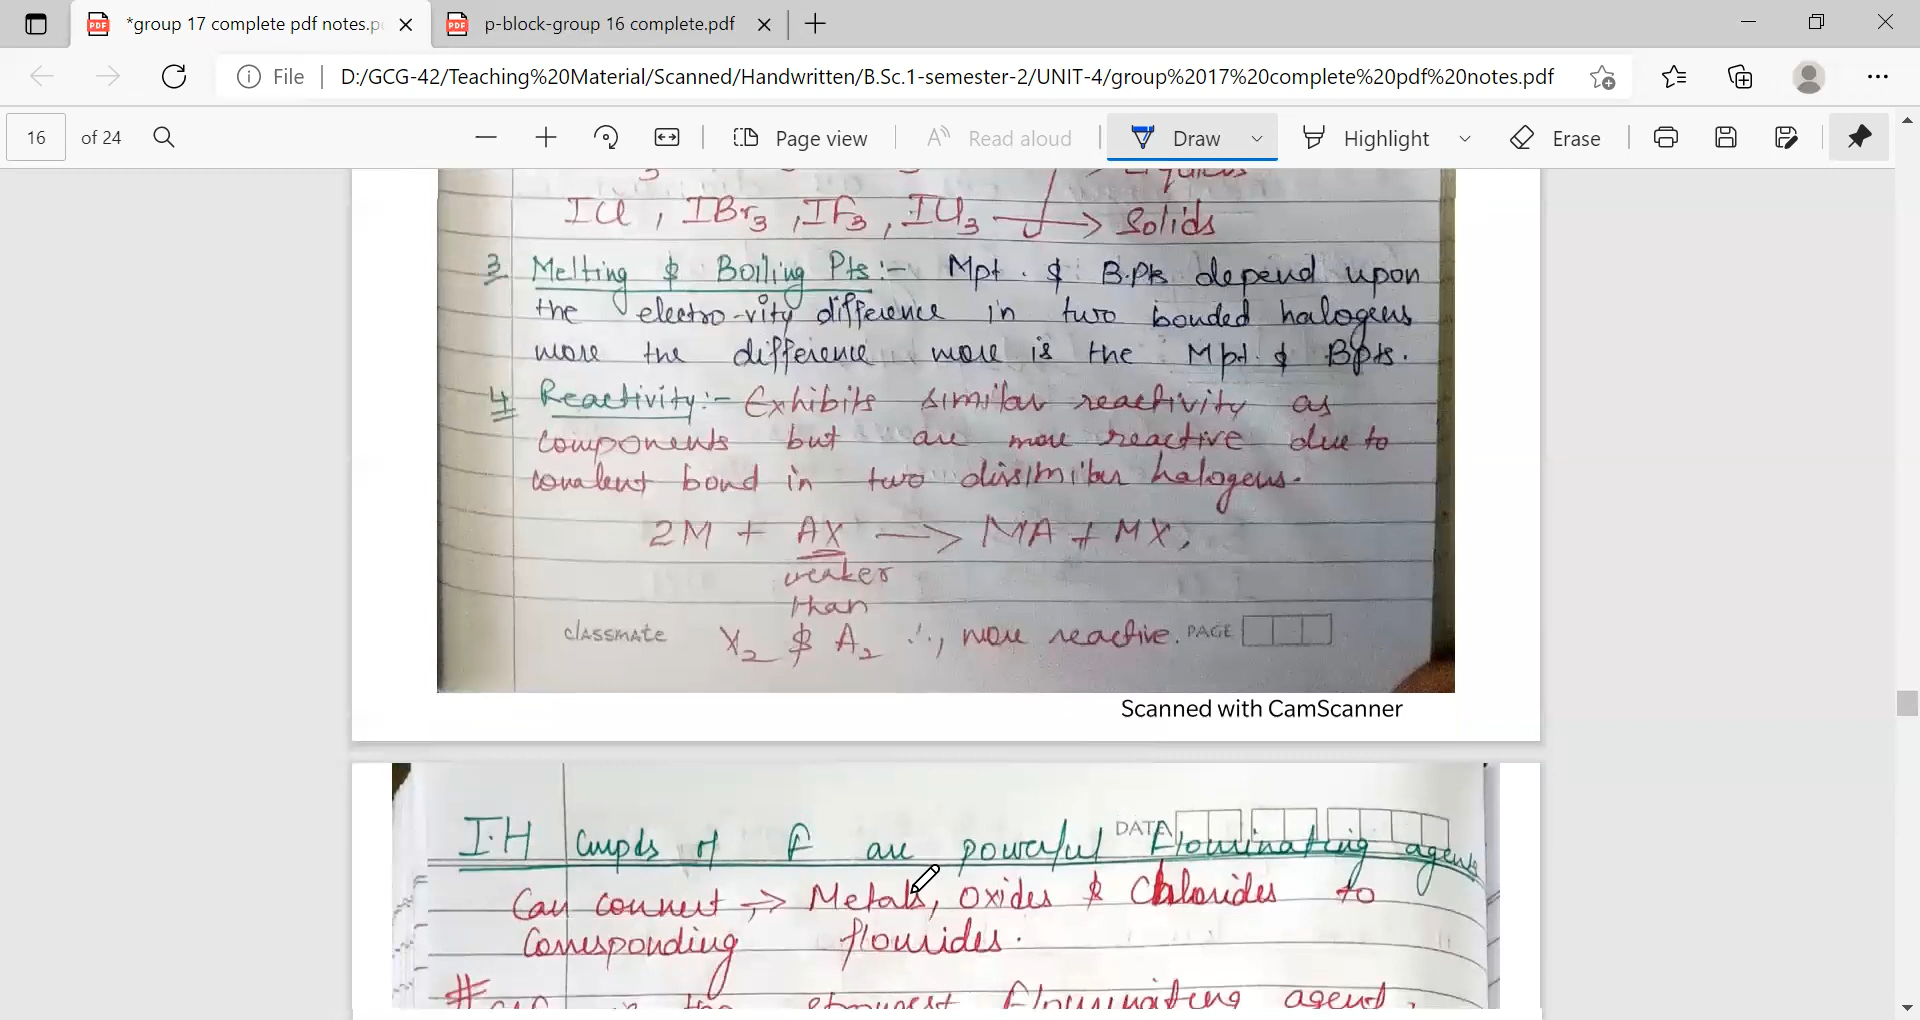 *group 17 complete pdf notes.p
p-block-group 16 complete.pdf
File
D:/GCG-42/Teaching%20Material/Scanned/Handwritten/B.Sc.1-semester-2/UNIT-4/group%2017%20complete%20pdf%20notes.pdf
16 of 24
Page view
Read aloud
Draw
Highlight
Erase
ICl , IBr3 , IF3 , ICl3 → Solids
3 Melting & Boiling Pts :- Mpt. & B.Pts depend upon
the electro-vity difference in two bonded halogens
more the difference more is the Mpt. & Bpts.
4 Reactivity :- Exhibits similar reactivity as
components but are more reactive due to
covalent bond in two dissimilar halogens.
2M + AX → MA + MX,
weaker
than
classmate X2 & A2 ∴, more reactive. PAGE
Scanned with CamScanner
DATE
I.H Cmpds of F are powerful Flourinating agents
Can convert → Metals, Oxides & Chlorides to
Corresponding flourides.
# is the strongest flourinating agent.